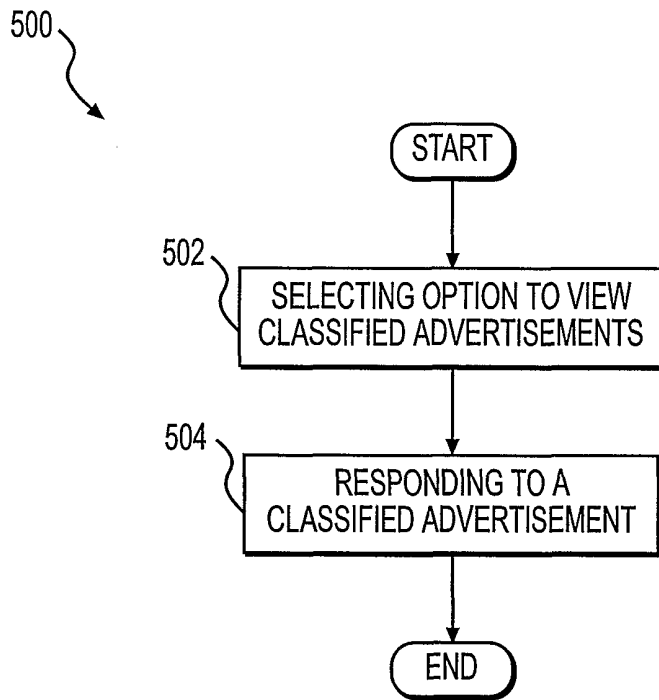 500
START
502
SELECTING OPTION TO VIEW
CLASSIFIED ADVERTISEMENTS
504
RESPONDING TO A
CLASSIFIED ADVERTISEMENT
END